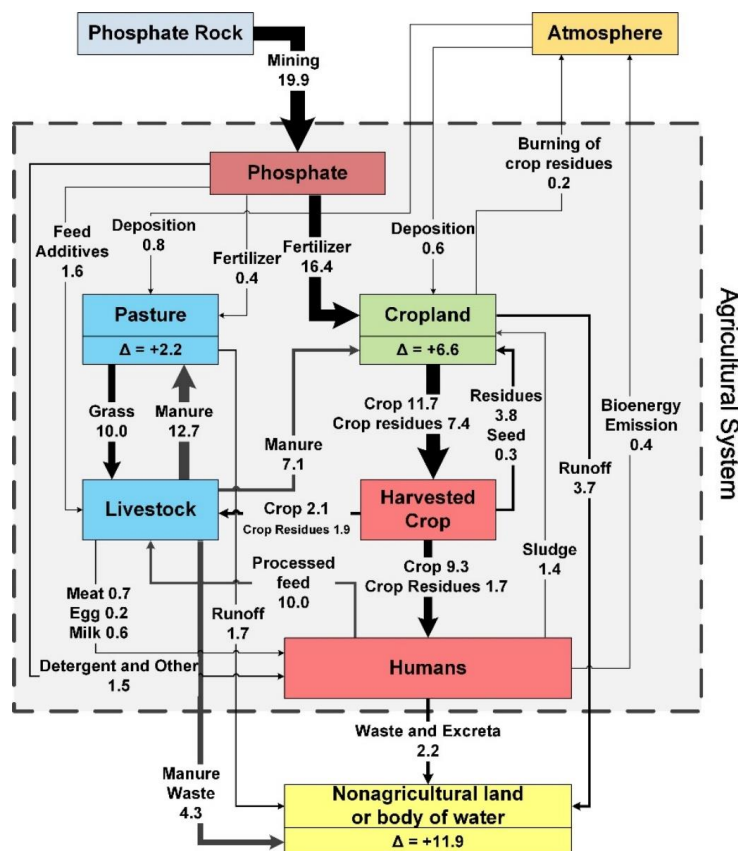 Phosphate Rock
Atmosphere
Mining
19.9
Burning of
crop residues
0.2
Phosphate
Feed
Additives
1.6
Deposition
0.8
Fertilizer
0.4
Fertilizer
16.4
Deposition
0.6
Pasture
Δ = +2.2
Cropland
Δ = +6.6
Agricultural System
Grass
10.0
Manure
12.7
Manure
7.1
Crop 11.7
Crop residues 7.4
Residues
3.8
Seed
0.3
Bioenergy
Emission
0.4
Runoff
3.7
Livestock
Crop 2.1
Crop Residues 1.9
Harvested
Crop
Processed
feed
10.0
Crop 9.3
Crop Residues 1.7
Sludge
1.4
Meat 0.7
Egg 0.2
Milk 0.6
Runoff
1.7
Detergent and Other
1.5
Humans
Waste and Excreta
2.2
Manure
Waste
4.3
Nonagricultural land
or body of water
Δ = +11.9